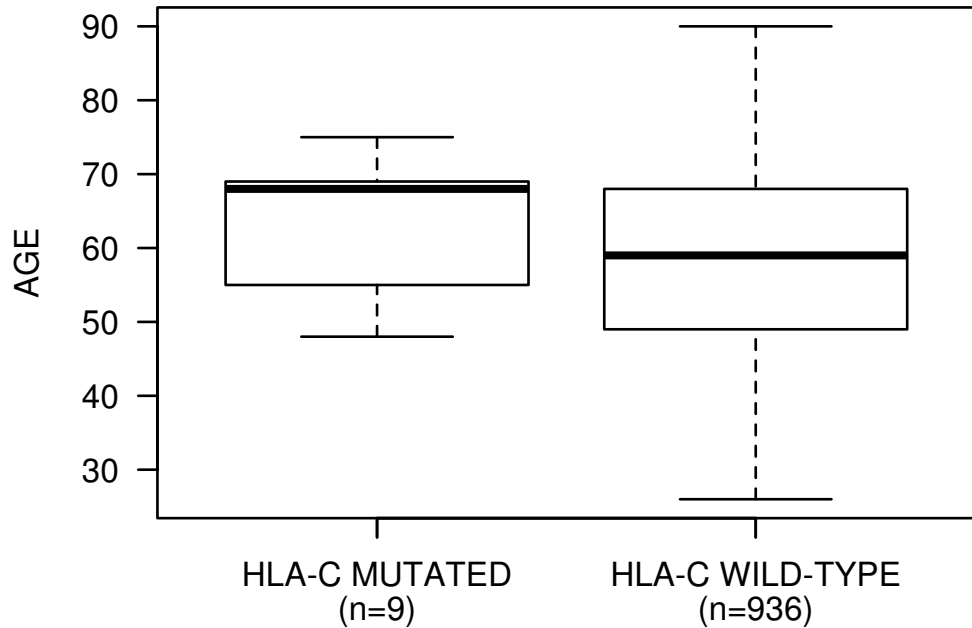 AGE
90
80
70
60
50
40
30
HLA-C MUTATED
(n=9)
HLA-C WILD-TYPE
(n=936)